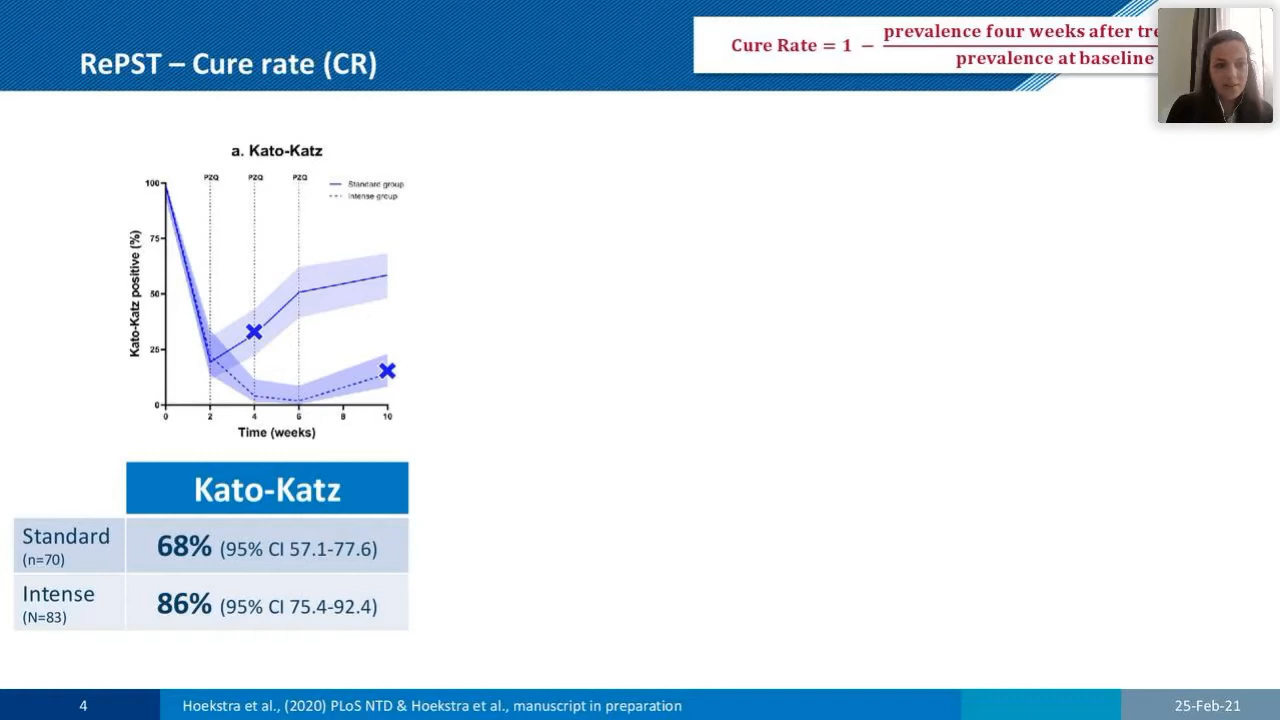 RePST – Cure rate (CR)
Cure Rate = 1 − prevalence four weeks after
prevalence at baseline
a. Kato-Katz
PZQ PZQ PZQ
Standard group
Intense group
100
75
50
25
0
Kato-Katz positive (%)
0 2 4 6 8 10
Time (weeks)
Kato-Katz
Standard
(n=70)
68% (95% CI 57.1-77.6)
Intense
(N=83)
86% (95% CI 75.4-92.4)
4
Hoekstra et al., (2020) PLoS NTD & Hoekstra et al., manuscript in preparation
25-Feb-21